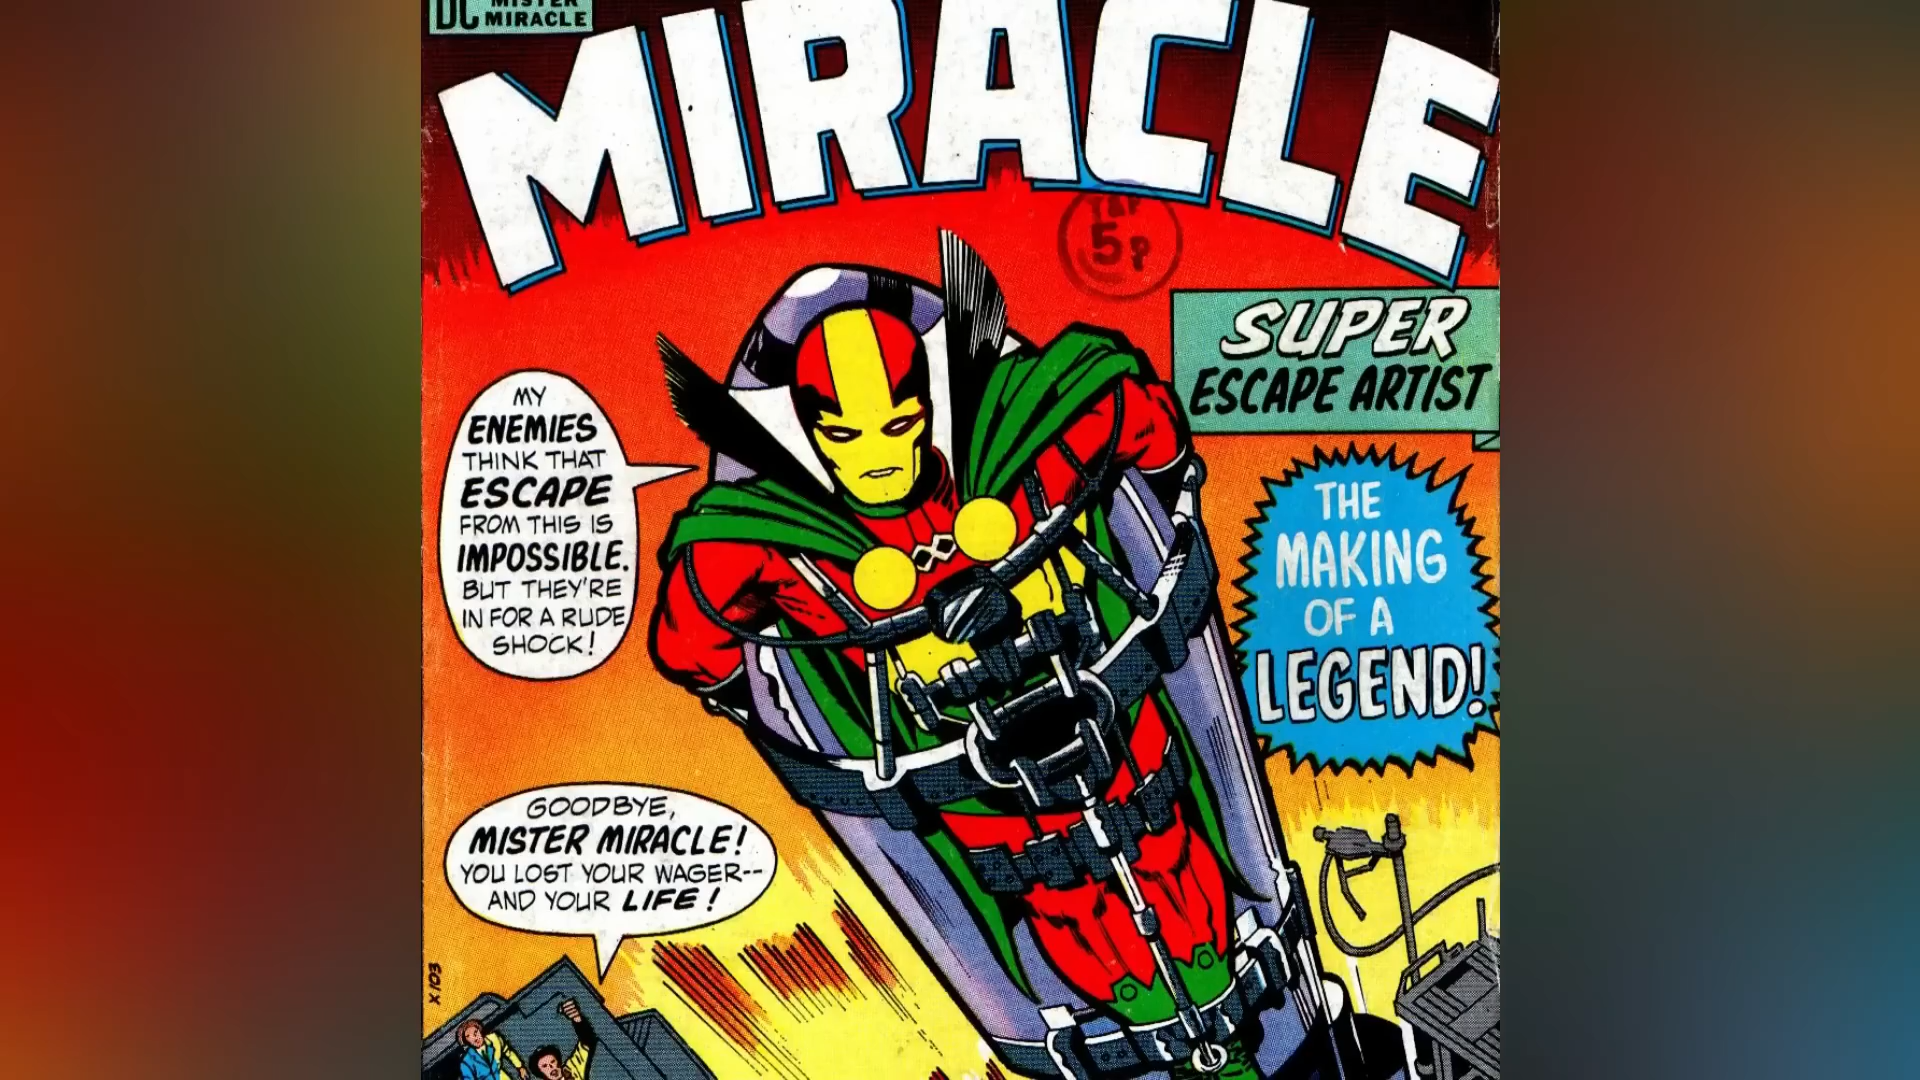 DC MISTER
MIRACLE
MIRACLE
T&P
5p
SUPER
ESCAPE ARTIST
MY
ENEMIES
THINK THAT
ESCAPE
FROM THIS IS
IMPOSSIBLE.
BUT THEY'RE
IN FOR A RUDE
SHOCK!
THE
MAKING
OF A
LEGEND!
GOODBYE,
MISTER MIRACLE!
YOU LOST YOUR WAGER--
AND YOUR LIFE!
X103